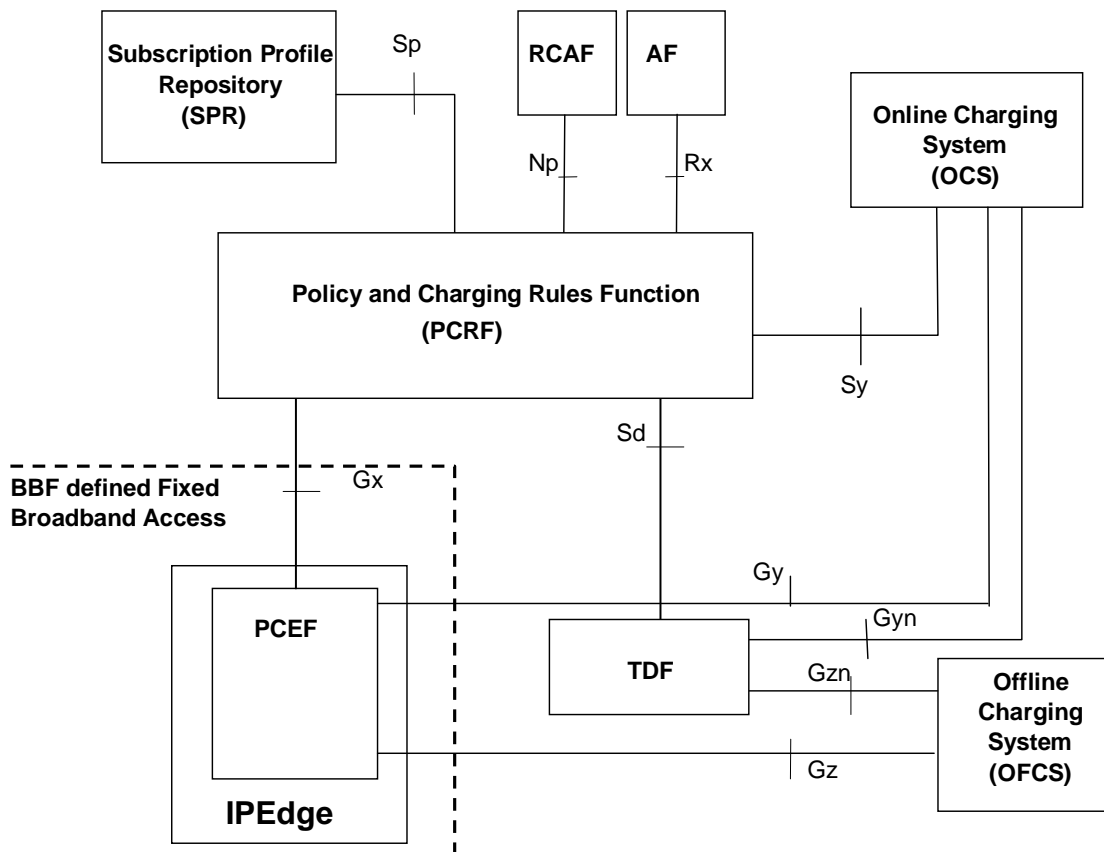 Subscription Profile
Repository
(SPR)
Sp
RCAF
AF
Online Charging
System
(OCS)
Np
Rx
Policy and Charging Rules Function
(PCRF)
Sy
Sd
Gx
BBF defined Fixed
Broadband Access
PCEF
Gy
Gyn
TDF
Gzn
Offline
Charging
System
(OFCS)
Gz
IPEdge